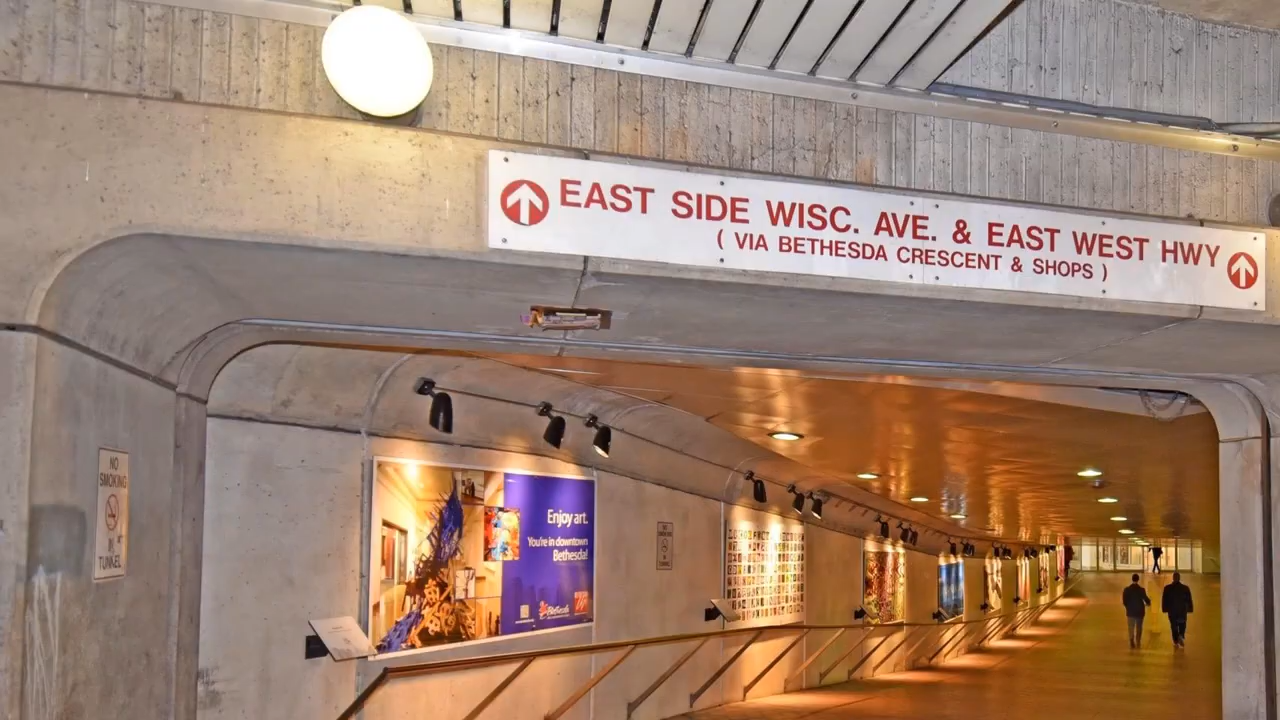 EAST SIDE WISC. AVE. & EAST WEST HWY
( VIA BETHESDA CRESCENT & SHOPS )
NO
SMOKING
IN
TUNNEL
Enjoy art.
You're in downtown
Bethesda!
Bethesda